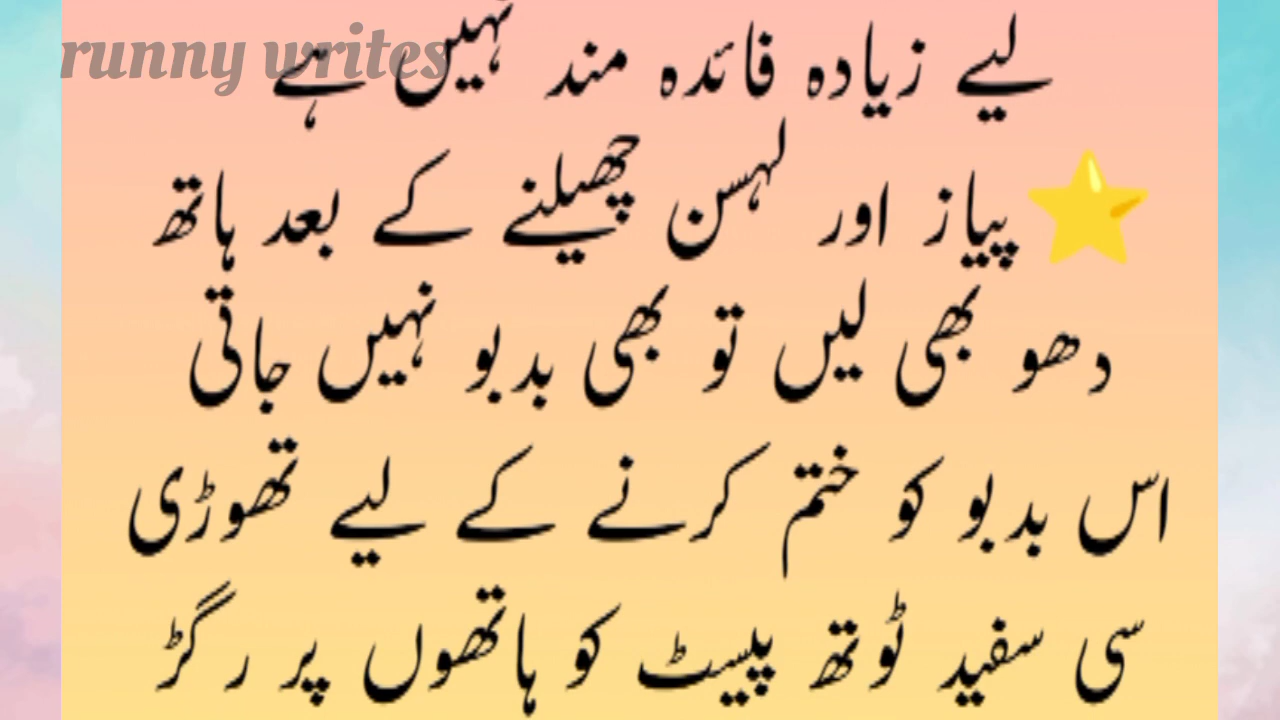 runny writes
لیے زیادہ فائدہ مند نہیں ہے
پیاز اور لہسن چھیلنے کے بعد ہاتھ
دھو بھی لیں تو بھی بدبو نہیں جاتی
اس بدبو کو ختم کرنے کے لیے تھوڑی
سی سفید ٹوتھ پیسٹ کو ہاتھوں پر رگڑ